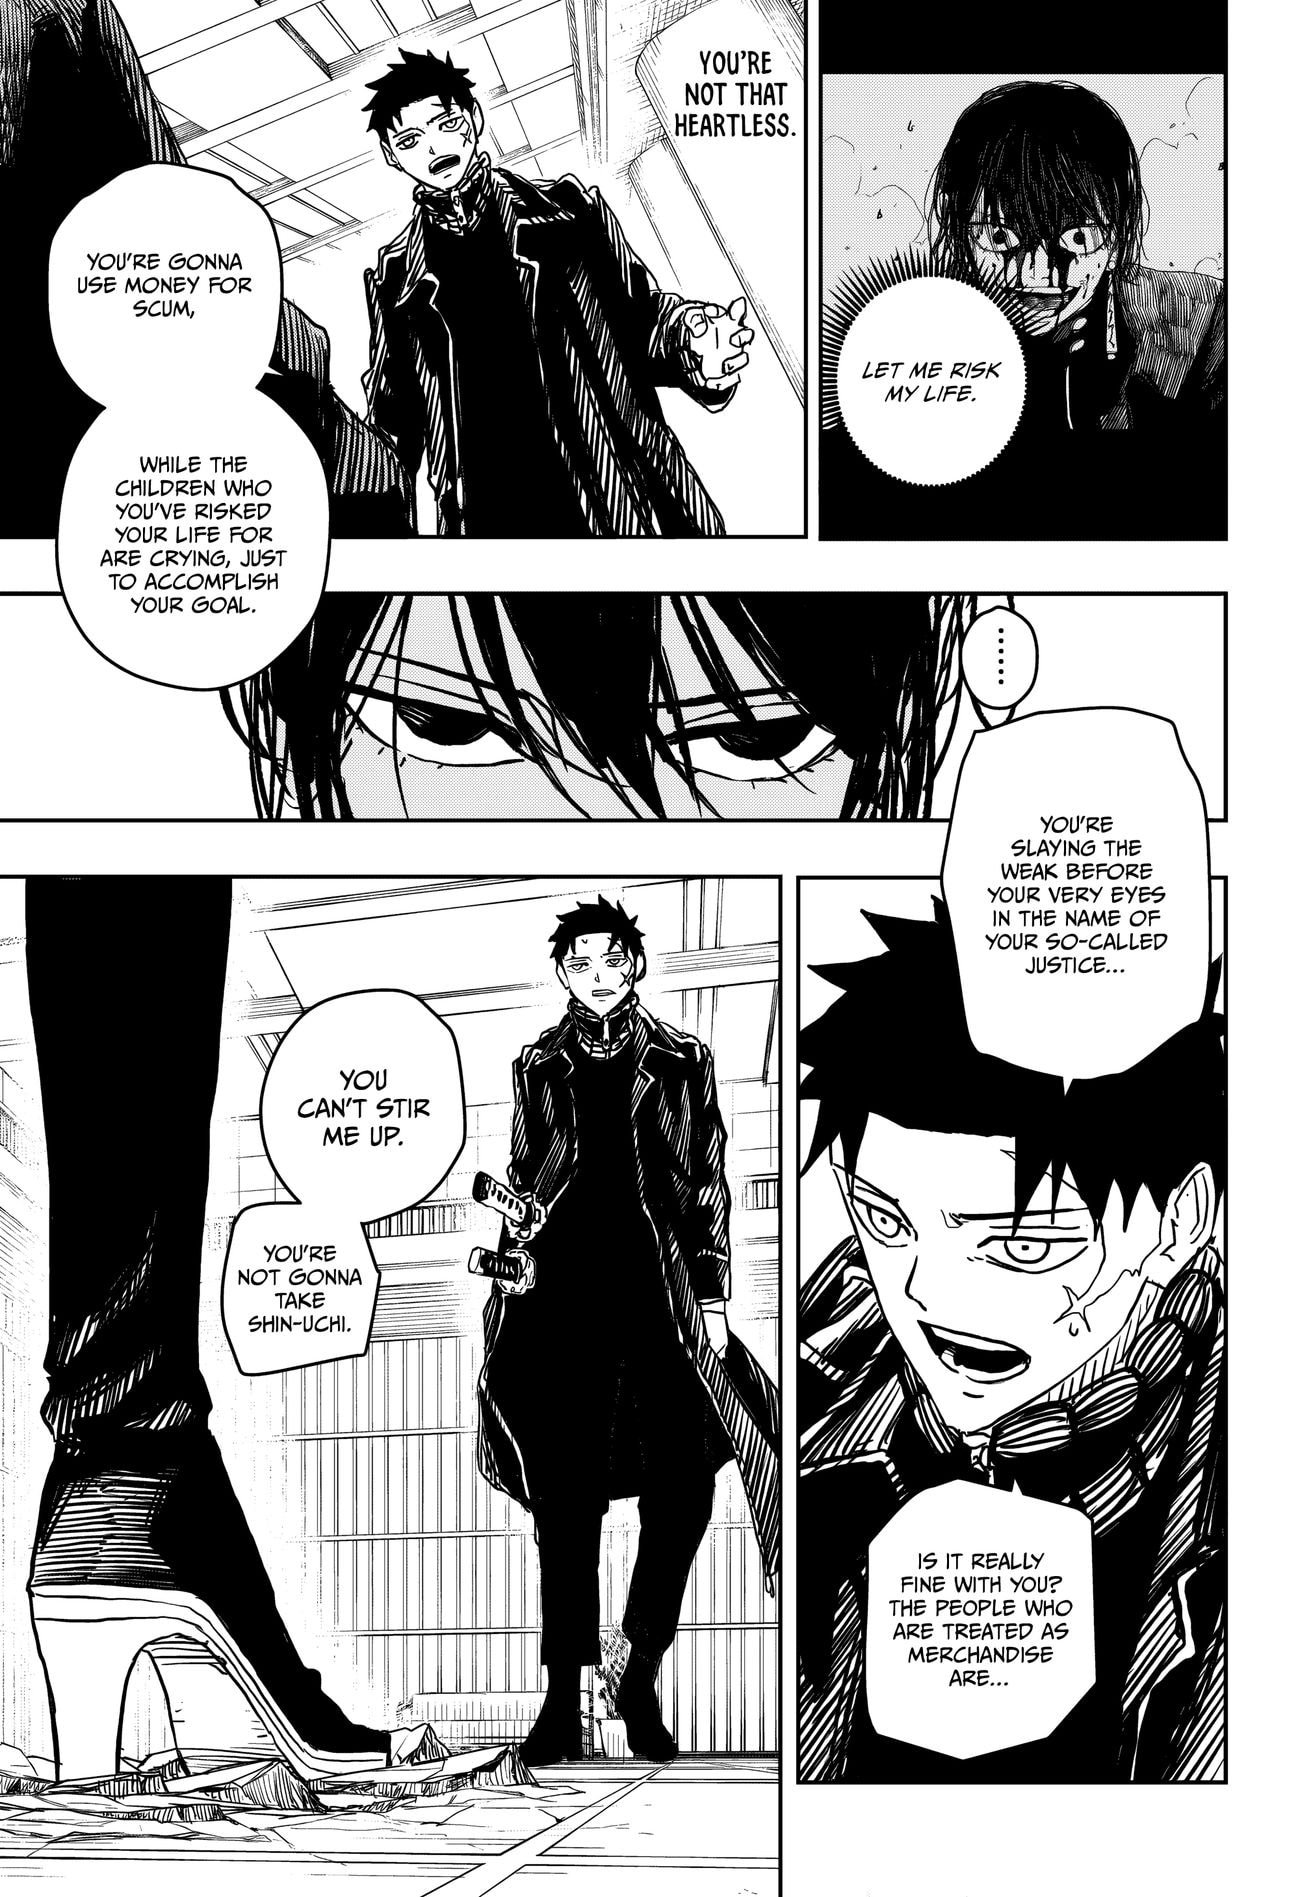 LET ME RISK
MY LIFE.
YOU'RE
NOT THAT
HEARTLESS.
YOU'RE GONNA
USE MONEY FOR
SCUM,
WHILE THE
CHILDREN WHO
YOU'VE RISKED
YOUR LIFE FOR
ARE CRYING, JUST
TO ACCOMPLISH
YOUR GOAL.
......
YOU'RE
SLAYING THE
WEAK BEFORE
YOUR VERY EYES
IN THE NAME OF
YOUR SO-CALLED
JUSTICE...
IS IT REALLY
FINE WITH YOU?
THE PEOPLE WHO
ARE TREATED AS
MERCHANDISE
ARE...
YOU
CAN'T STIR
ME UP.
YOU'RE
NOT GONNA
TAKE
SHIN-UCHI.